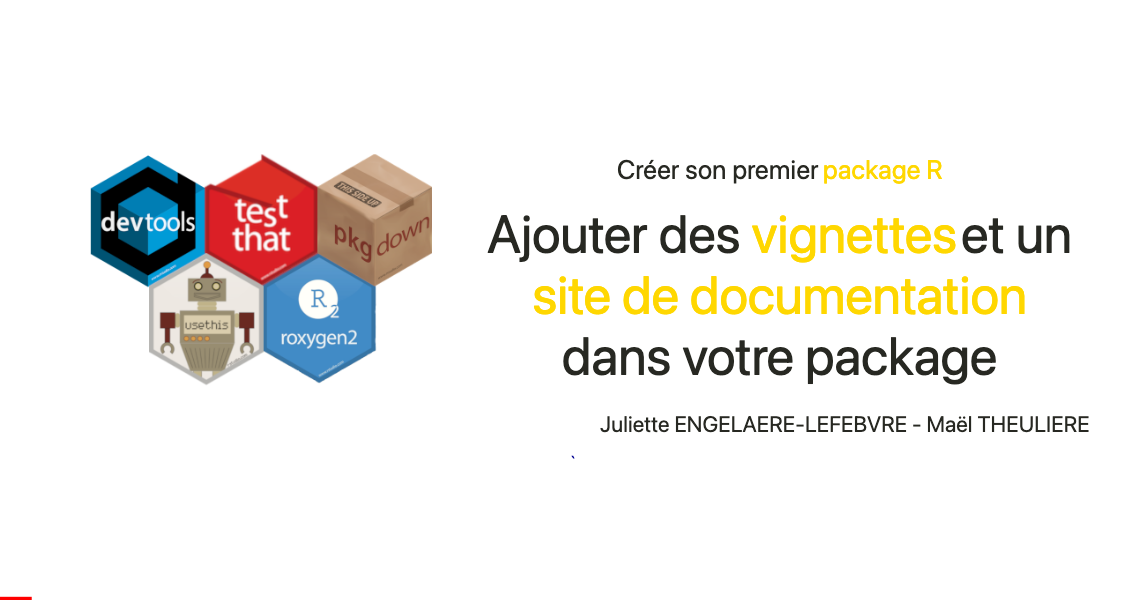 devtools
test
that
THIS SIDE UP
pkgdown
usethis
R2
roxygen2
Créer son premier package R
Ajouter des vignettes et un
site de documentation
dans votre package
Juliette ENGELAERE-LEFEBVRE - Maël THEULIERE
`